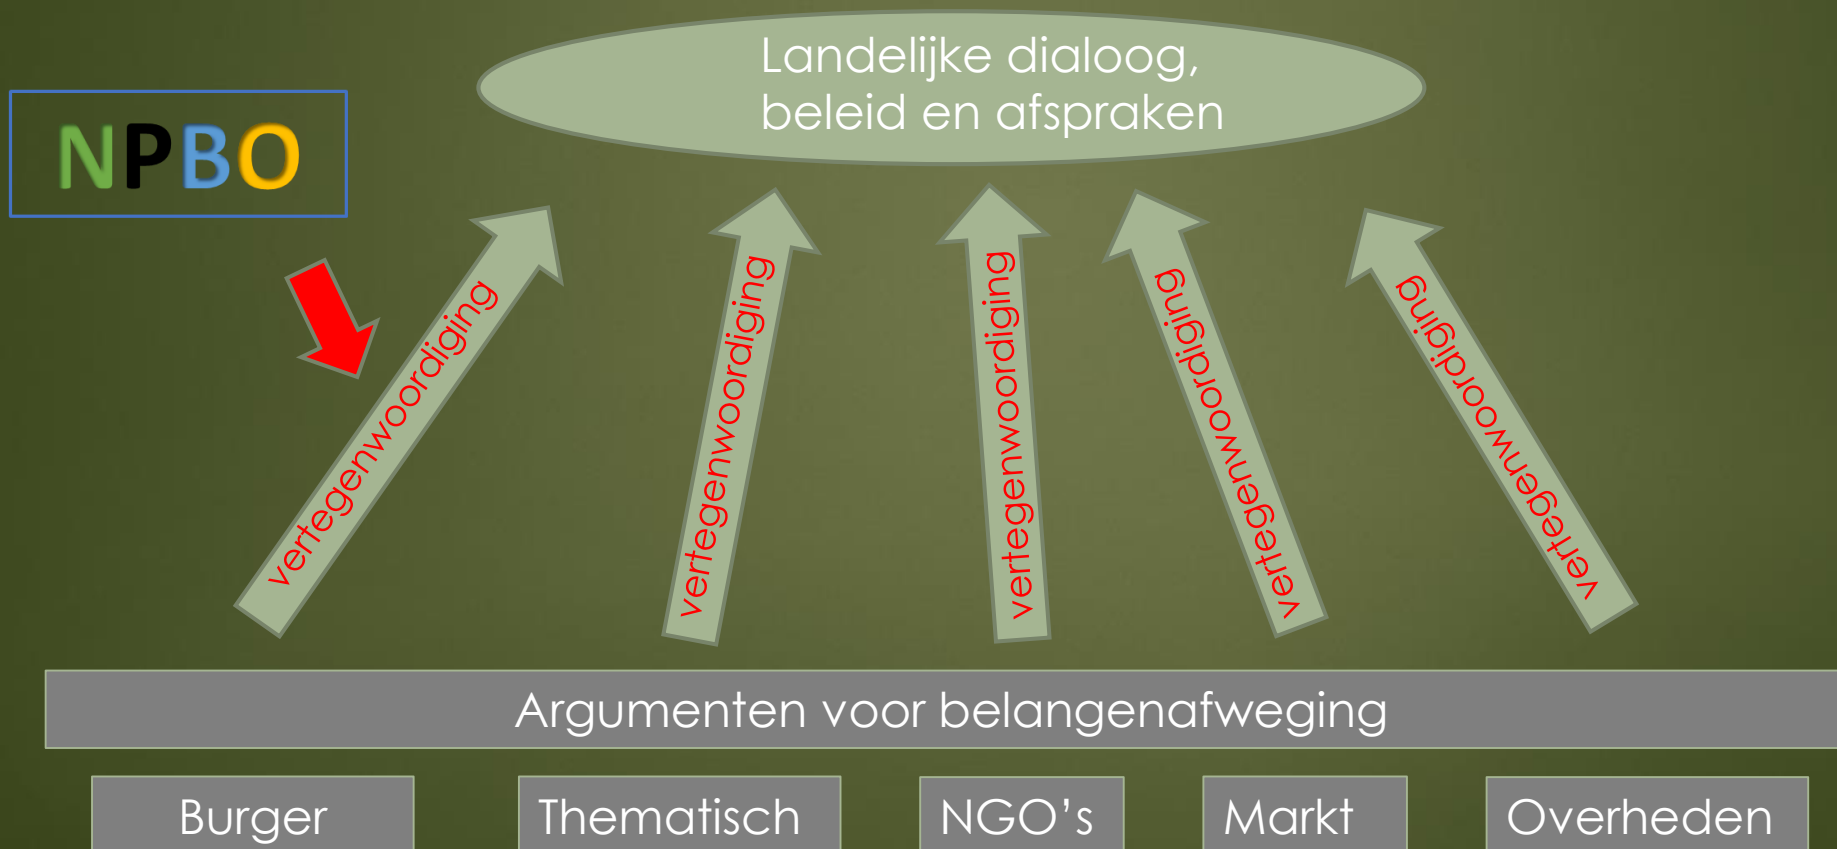 Landelijke dialoog,
beleid en afspraken
NPBO
vertegenwoordiging
vertegenwoordiging
vertegenwoordiging
vertegenwoordiging
vertegenwoordiging
Argumenten voor belangenafweging
Burger
Thematisch
NGO’s
Markt
Overheden